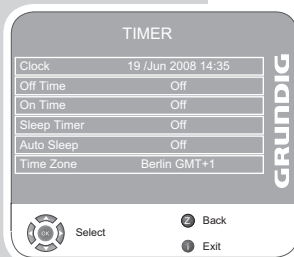 TIMER
Clock 19 /Jun 2008 14:35
Off Time Off
On Time Off
Sleep Timer Off
Auto Sleep Off
Time Zone Berlin GMT+1
GRUNDIG
OK Select
Z Back
i Exit